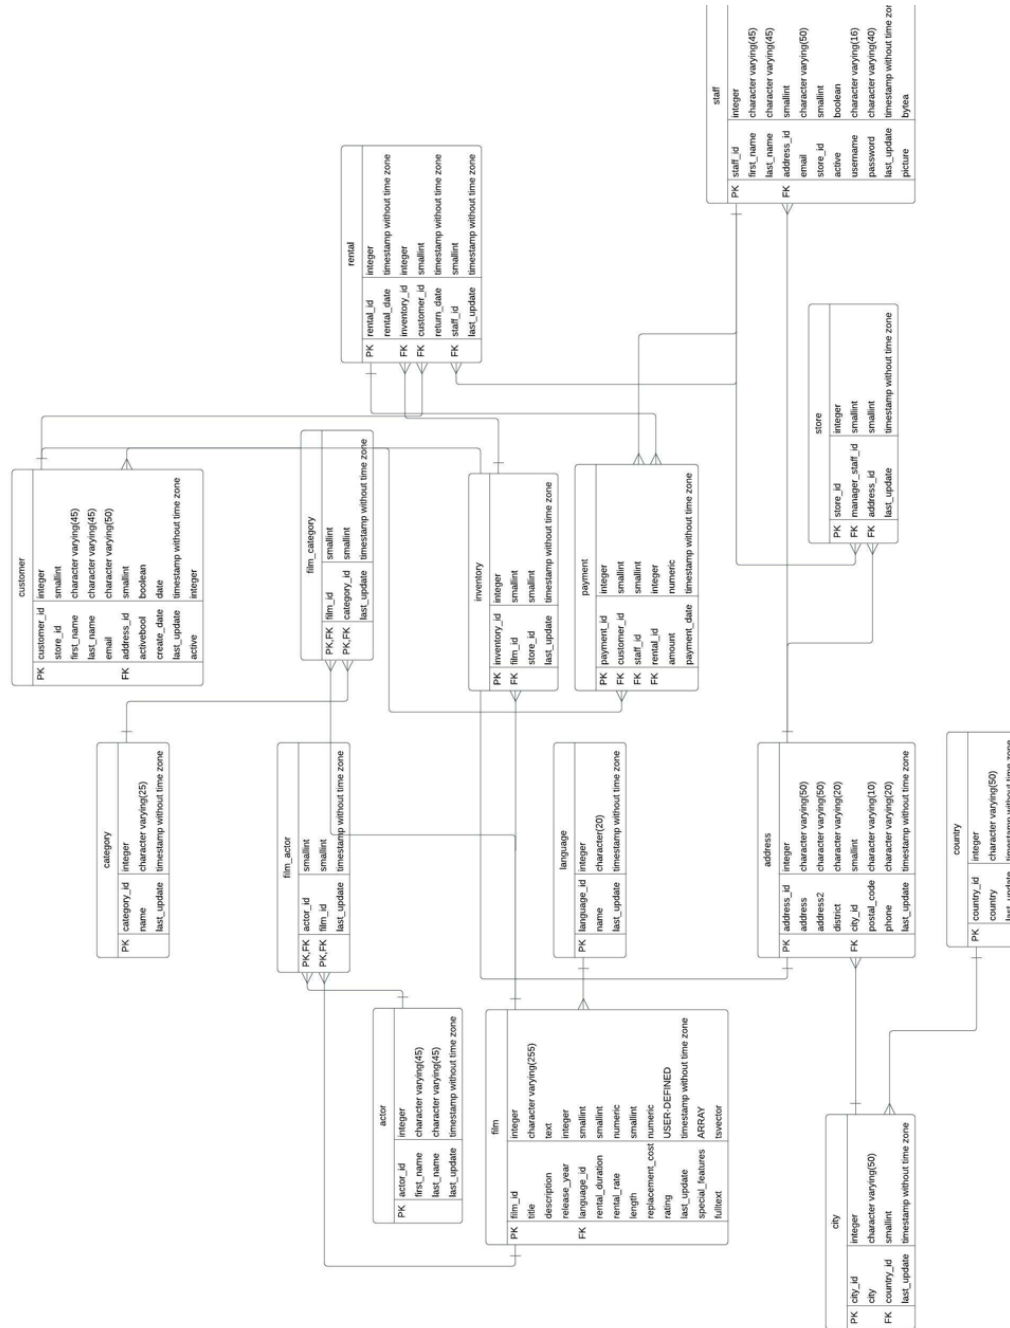 customer
PK customer_id integer
store_id smallint
first_name character varying(45)
last_name character varying(45)
email character varying(50)
FK address_id smallint
activebool boolean
create_date date
last_update timestamp without time zone
active integer
category
PK category_id integer
name character varying(25)
last_update timestamp without time zone
film_category
PK,FK film_id smallint
PK,FK category_id smallint
last_update timestamp without time zone
film_actor
PK,FK actor_id smallint
PK,FK film_id smallint
last_update timestamp without time zone
actor
PK actor_id integer
first_name character varying(45)
last_name character varying(45)
last_update timestamp without time zone
rental
PK rental_id integer
rental_date timestamp without time zone
FK inventory_id integer
FK customer_id smallint
return_date timestamp without time zone
FK staff_id smallint
last_update timestamp without time zone
inventory
PK inventory_id integer
FK film_id smallint
store_id smallint
last_update timestamp without time zone
film
PK film_id integer
title character varying(255)
description text
release_year integer
FK language_id smallint
rental_duration smallint
rental_rate numeric
length smallint
replacement_cost numeric
rating USER-DEFINED
last_update timestamp without time zone
special_features ARRAY
fulltext tsvector
language
PK language_id integer
name character(20)
last_update timestamp without time zone
payment
PK payment_id integer
FK customer_id smallint
FK staff_id smallint
FK rental_id integer
amount numeric
payment_date timestamp without time zone
staff
PK staff_id integer
first_name character varying(45)
last_name character varying(45)
FK address_id smallint
email character varying(50)
store_id smallint
active boolean
username character varying(16)
password character varying(40)
last_update timestamp without time
picture bytea
store
PK store_id integer
FK manager_staff_id smallint
FK address_id smallint
last_update timestamp without time zone
address
PK address_id integer
address character varying(50)
address2 character varying(50)
district character varying(20)
FK city_id smallint
postal_code character varying(10)
phone character varying(20)
last_update timestamp without time zone
city
PK city_id integer
city character varying(50)
FK country_id smallint
last_update timestamp without time zone
country
PK country_id integer
country character varying(50)
last_update timestamp without time zone